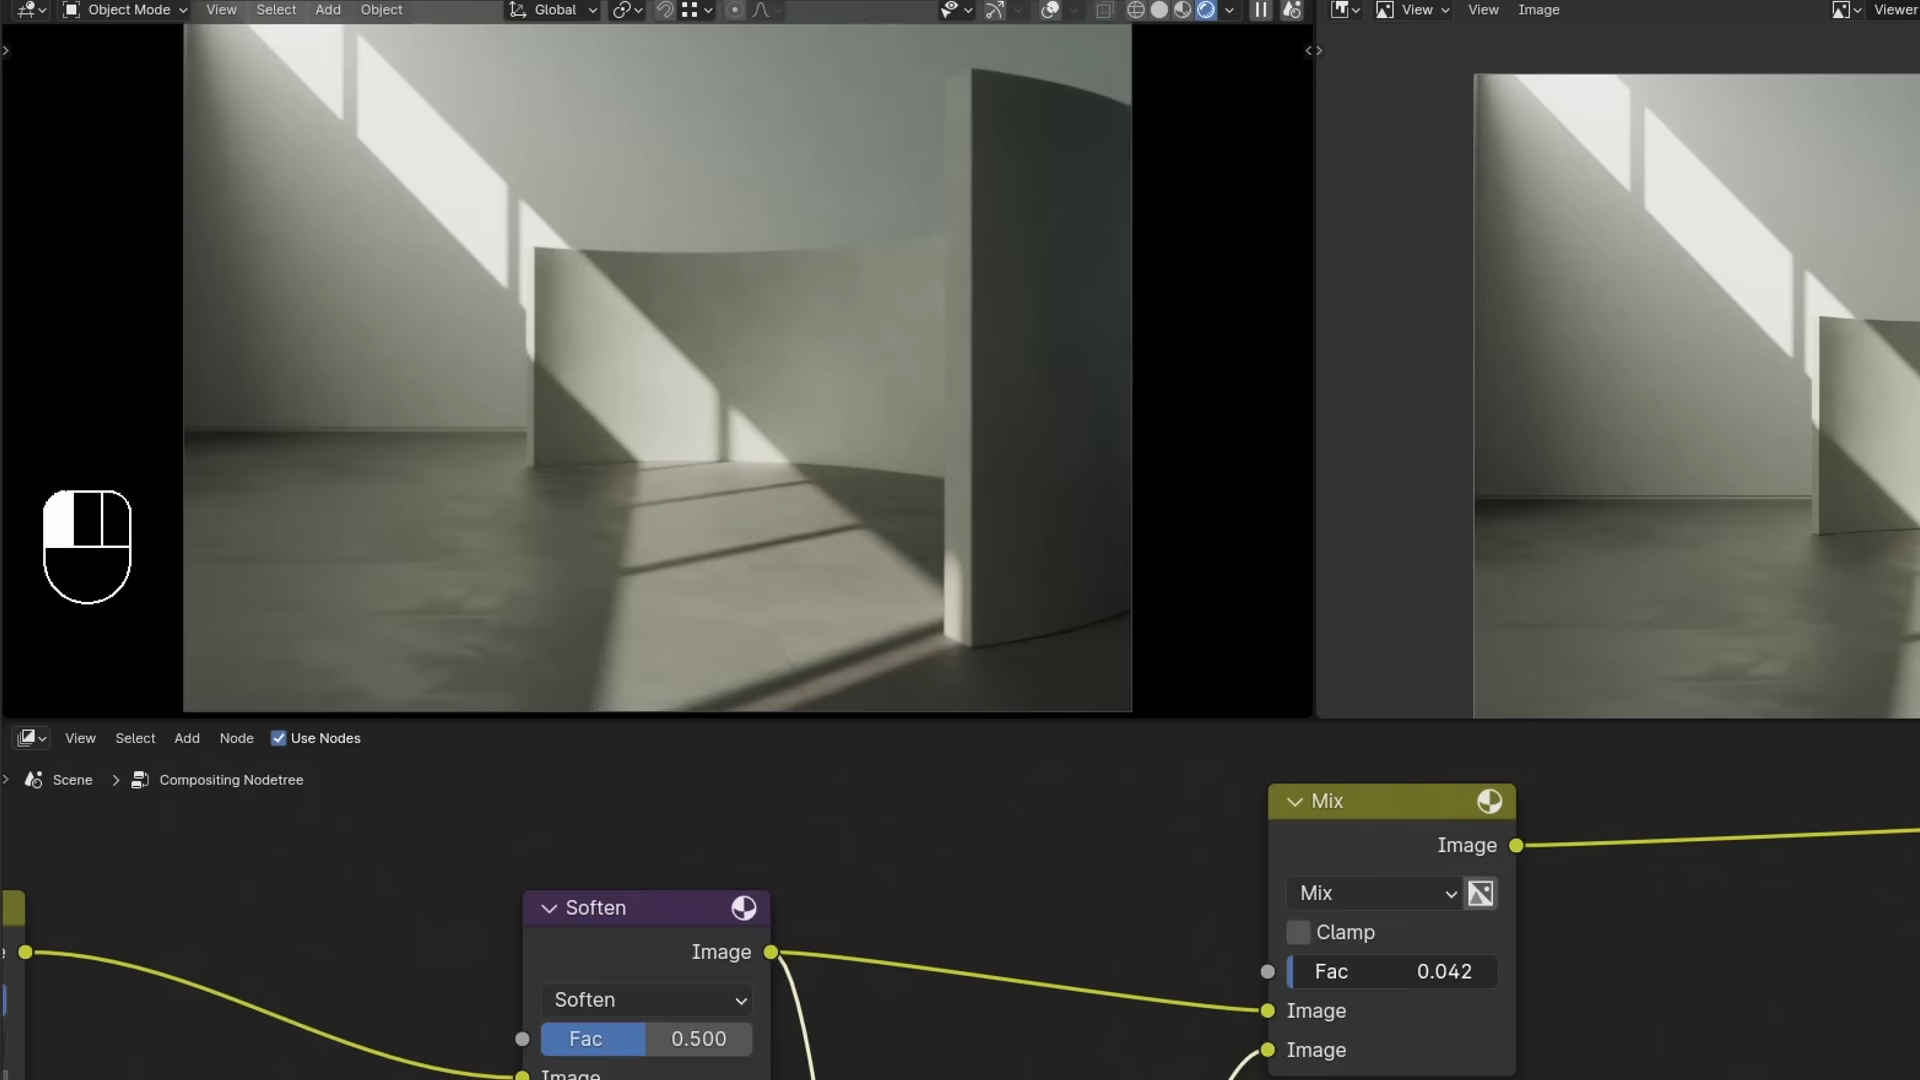 Object Mode View Select Add Object Global View View Image Viewer
View Select Add Node Use Nodes
Scene Compositing Nodetree
Mix
Image
Mix
Clamp
Fac 0.042
Image
Image
Soften
Image
Soften
Fac 0.500
Image